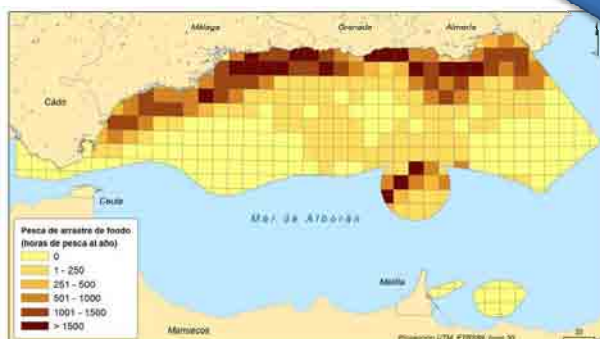 Málaga
Granada
Almería
Cádiz
Ceuta
Mar de Alborán
Pesca de arrastre de fondo
(horas de pesca al año)
0
1 - 250
251 - 500
501 - 1000
1001 - 1500
> 1500
Melilla
Marruecos